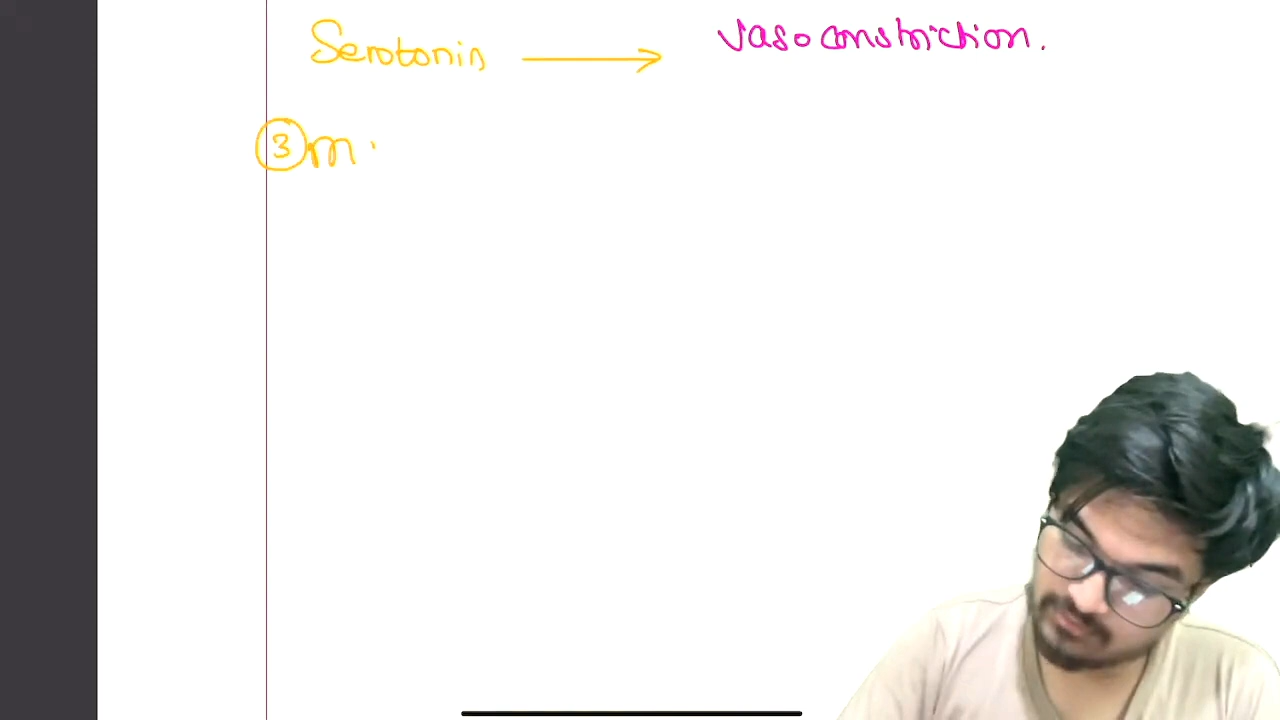 Serotonin → Vasoconstriction.
③ m